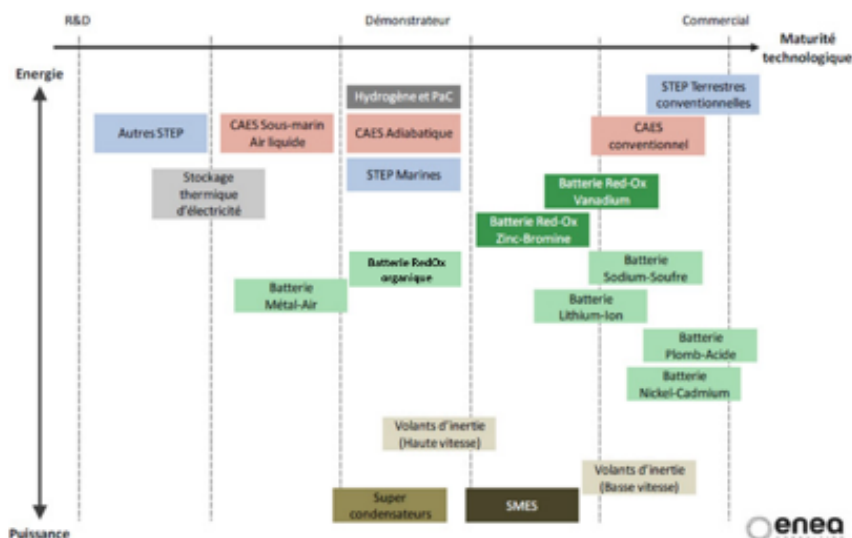 R&D
Démonstrateur
Commercial
Maturité
technologique
Energie
Hydrogène et PaC
STEP Terrestres
conventionnelles
Autres STEP
CAES Sous-marin
Air liquide
CAES Adiabatique
CAES
conventionnel
Stockage
thermique
d'électricité
STEP Marines
Batterie Red-Ox
Vanadium
Batterie Red-Ox
Zinc-Bromine
Batterie RedOx
organique
Batterie
Sodium-Soufre
Batterie
Métal-Air
Batterie
Lithium-Ion
Batterie
Plomb-Acide
Batterie
Nickel-Cadmium
Volants d'inertie
(Haute vitesse)
Volants d'inertie
(Basse vitesse)
Super
condensateurs
SMES
Puissance
enea